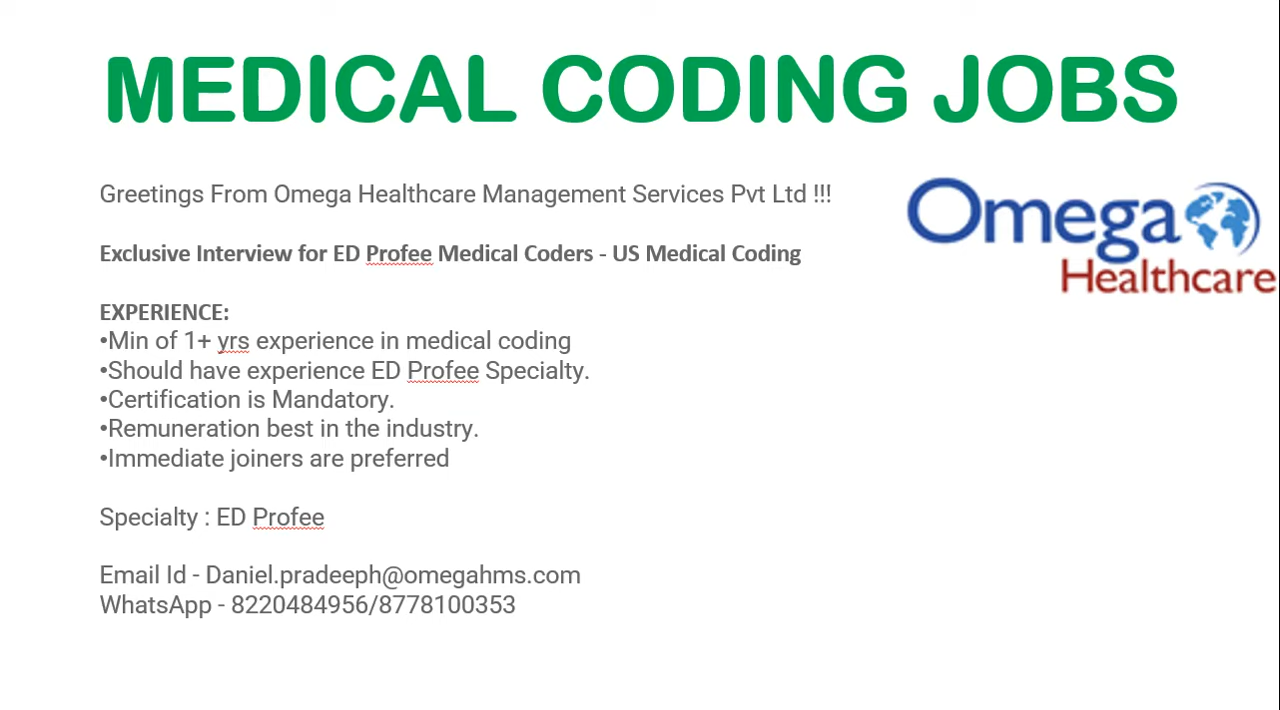 MEDICAL CODING JOBS
Greetings From Omega Healthcare Management Services Pvt Ltd !!!
Omega
Healthcare
Exclusive Interview for ED Profee Medical Coders - US Medical Coding
EXPERIENCE:
•Min of 1+ yrs experience in medical coding
•Should have experience ED Profee Specialty.
•Certification is Mandatory.
•Remuneration best in the industry.
•Immediate joiners are preferred
Specialty : ED Profee
Email Id - Daniel.pradeeph@omegahms.com
WhatsApp - 8220484956/8778100353